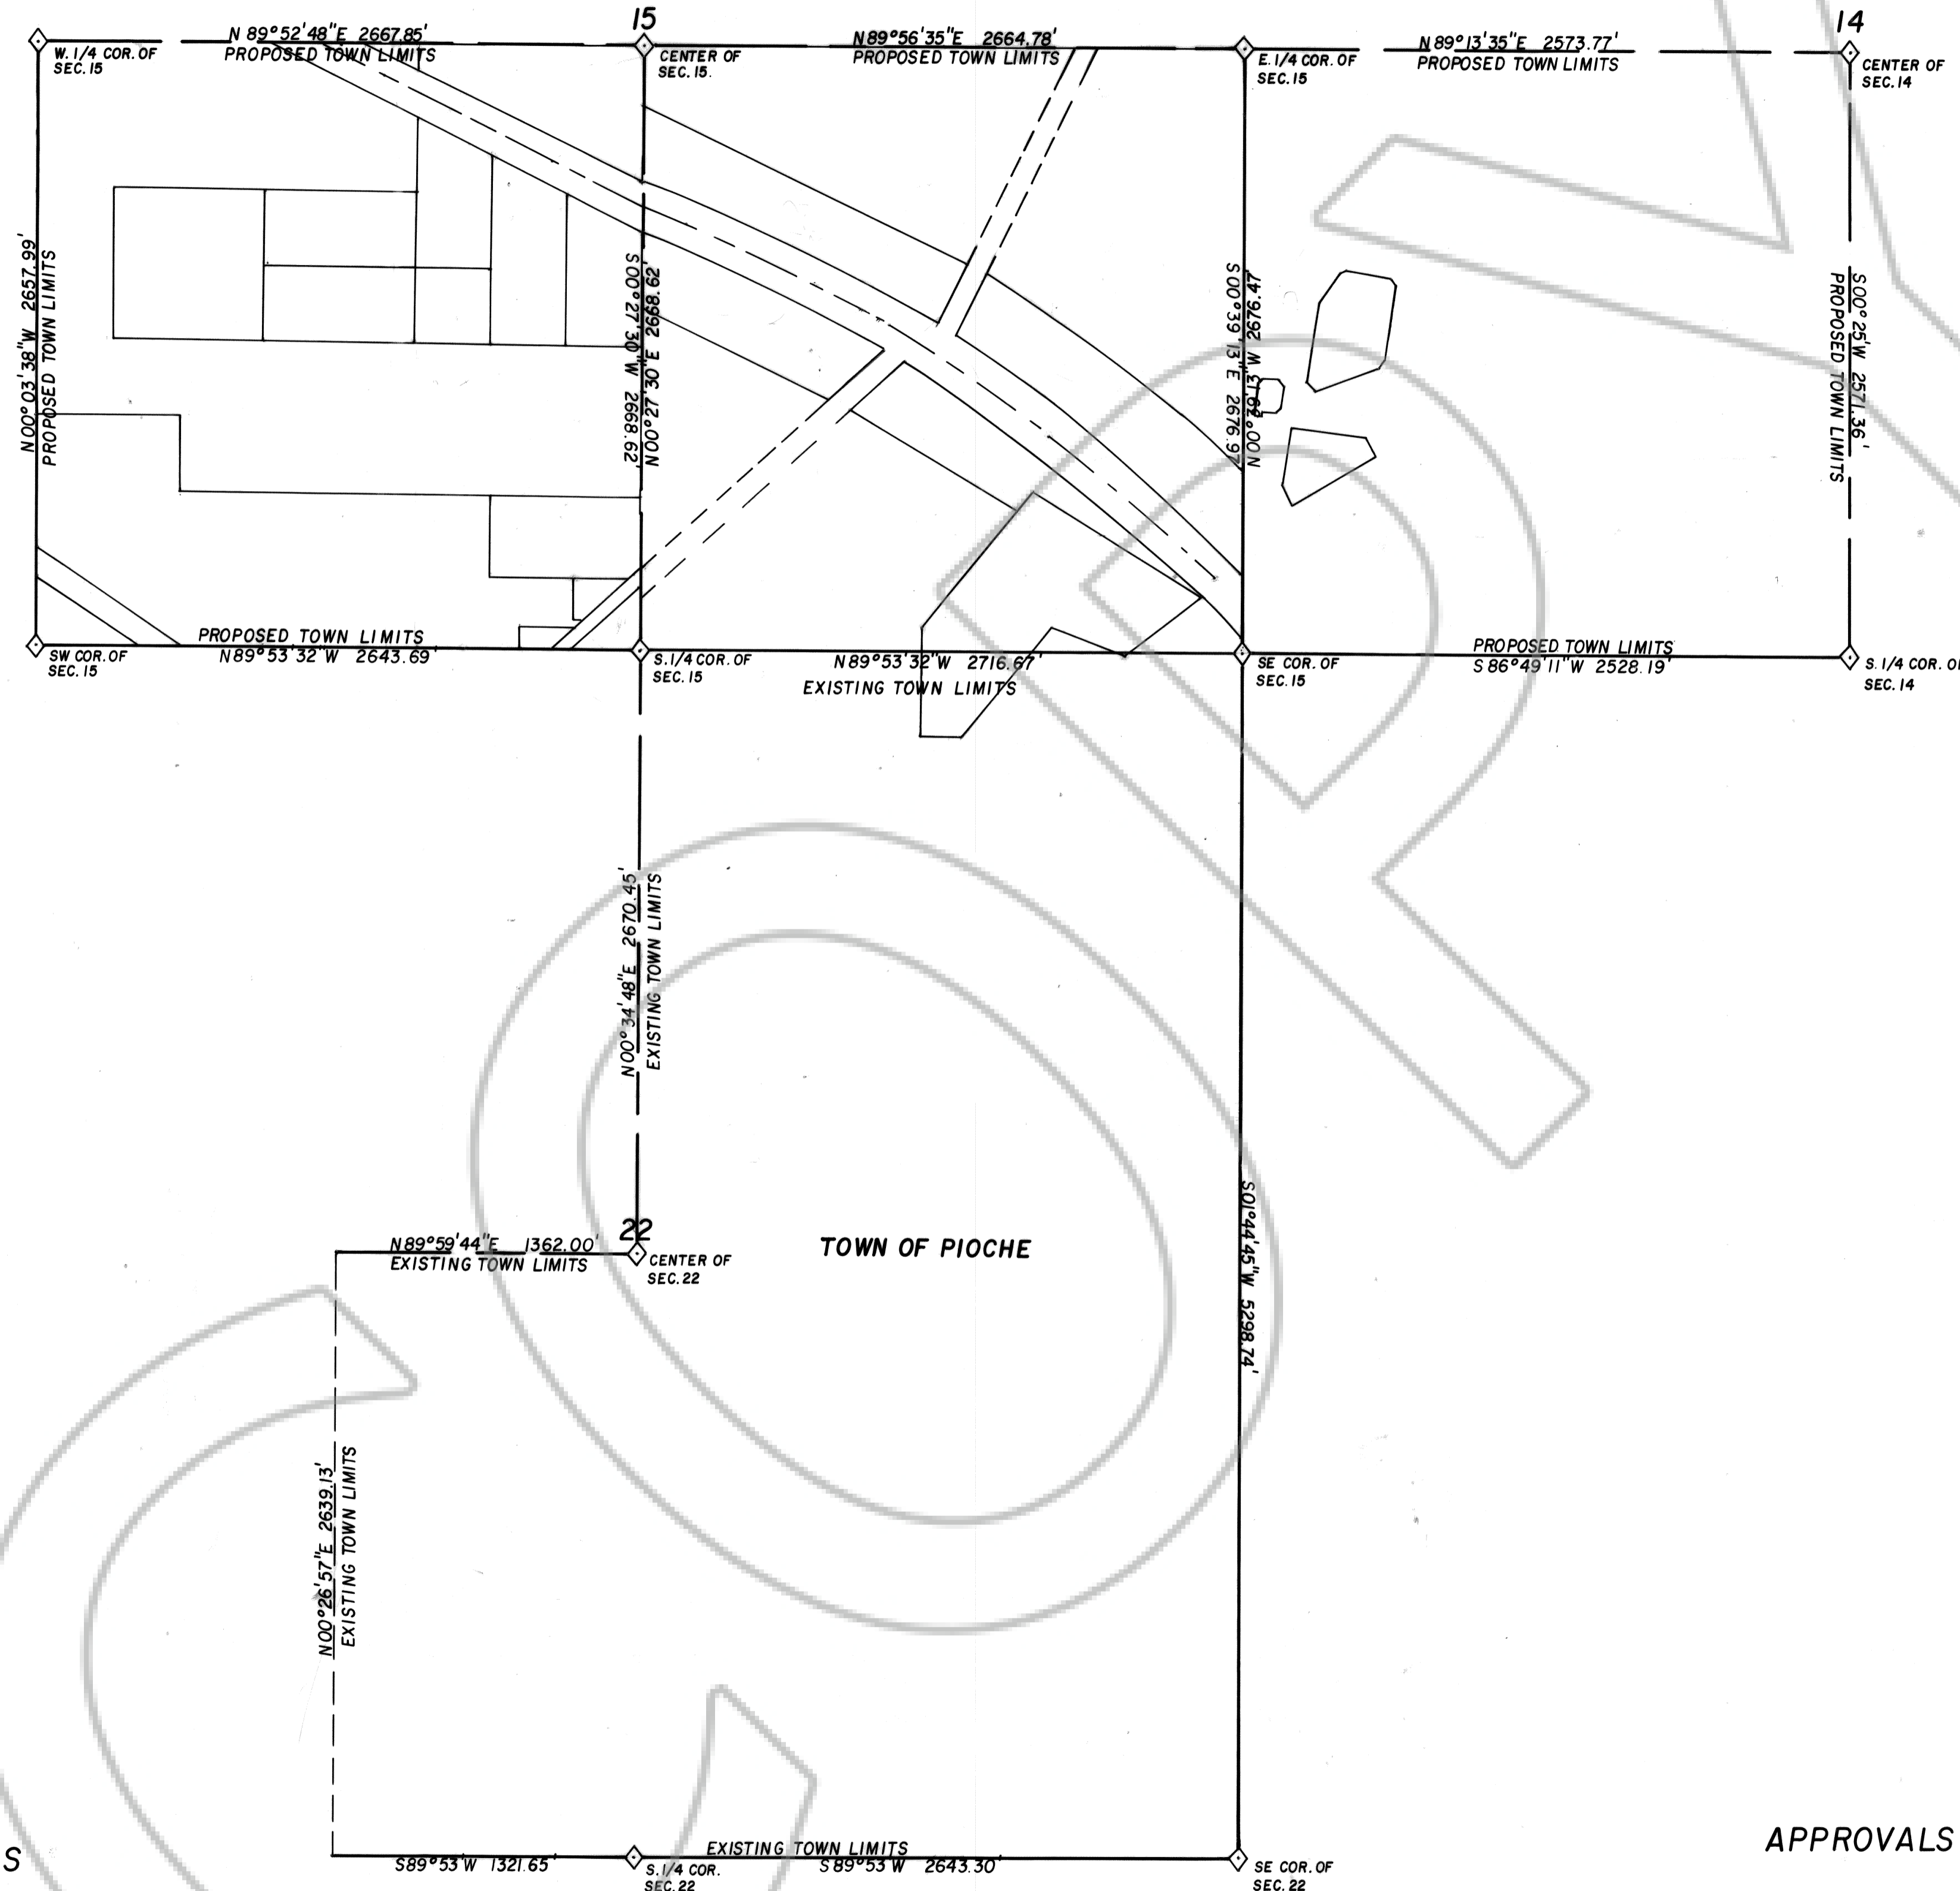 15
14
N 89°52'48"E 2667.85'
PROPOSED TOWN LIMITS
N89°56'35"E 2664.78'
PROPOSED TOWN LIMITS
N89°13'35"E 2573.77'
PROPOSED TOWN LIMITS
W. 1/4 COR. OF
SEC. 15
CENTER OF
SEC. 15.
E. 1/4 COR. OF
SEC. 15
CENTER OF
SEC. 14
N00°03'38"W 2657.99'
PROPOSED TOWN LIMITS
S00°27'30"W 2668.62'
N00°27'30"E 2668.62'
S00°39'13"E 2676.97'
N00°39'13"W 2676.47'
S00°25'W 2571.36'
PROPOSED TOWN LIMITS
PROPOSED TOWN LIMITS
N89°53'32"W 2643.69'
SW COR. OF
SEC. 15
S. 1/4 COR. OF
SEC. 15
N89°53'32"W 2716.67'
EXISTING TOWN LIMITS
SE COR. OF
SEC. 15
PROPOSED TOWN LIMITS
S 86°49'11"W 2528.19'
S. 1/4 COR. OF
SEC. 14
N00°34'48"E 2670.45'
EXISTING TOWN LIMITS
22
N89°59'44"E 1362.00'
EXISTING TOWN LIMITS
CENTER OF
SEC. 22
TOWN OF PIOCHE
S01°44'45"W 5298.74'
N00°26'57"E 2639.13'
EXISTING TOWN LIMITS
S89°53'W 1321.65'
S. 1/4 COR.
SEC. 22
EXISTING TOWN LIMITS
S89°53'W 2643.30'
SE COR. OF
SEC. 22
S
APPROVALS
COPY